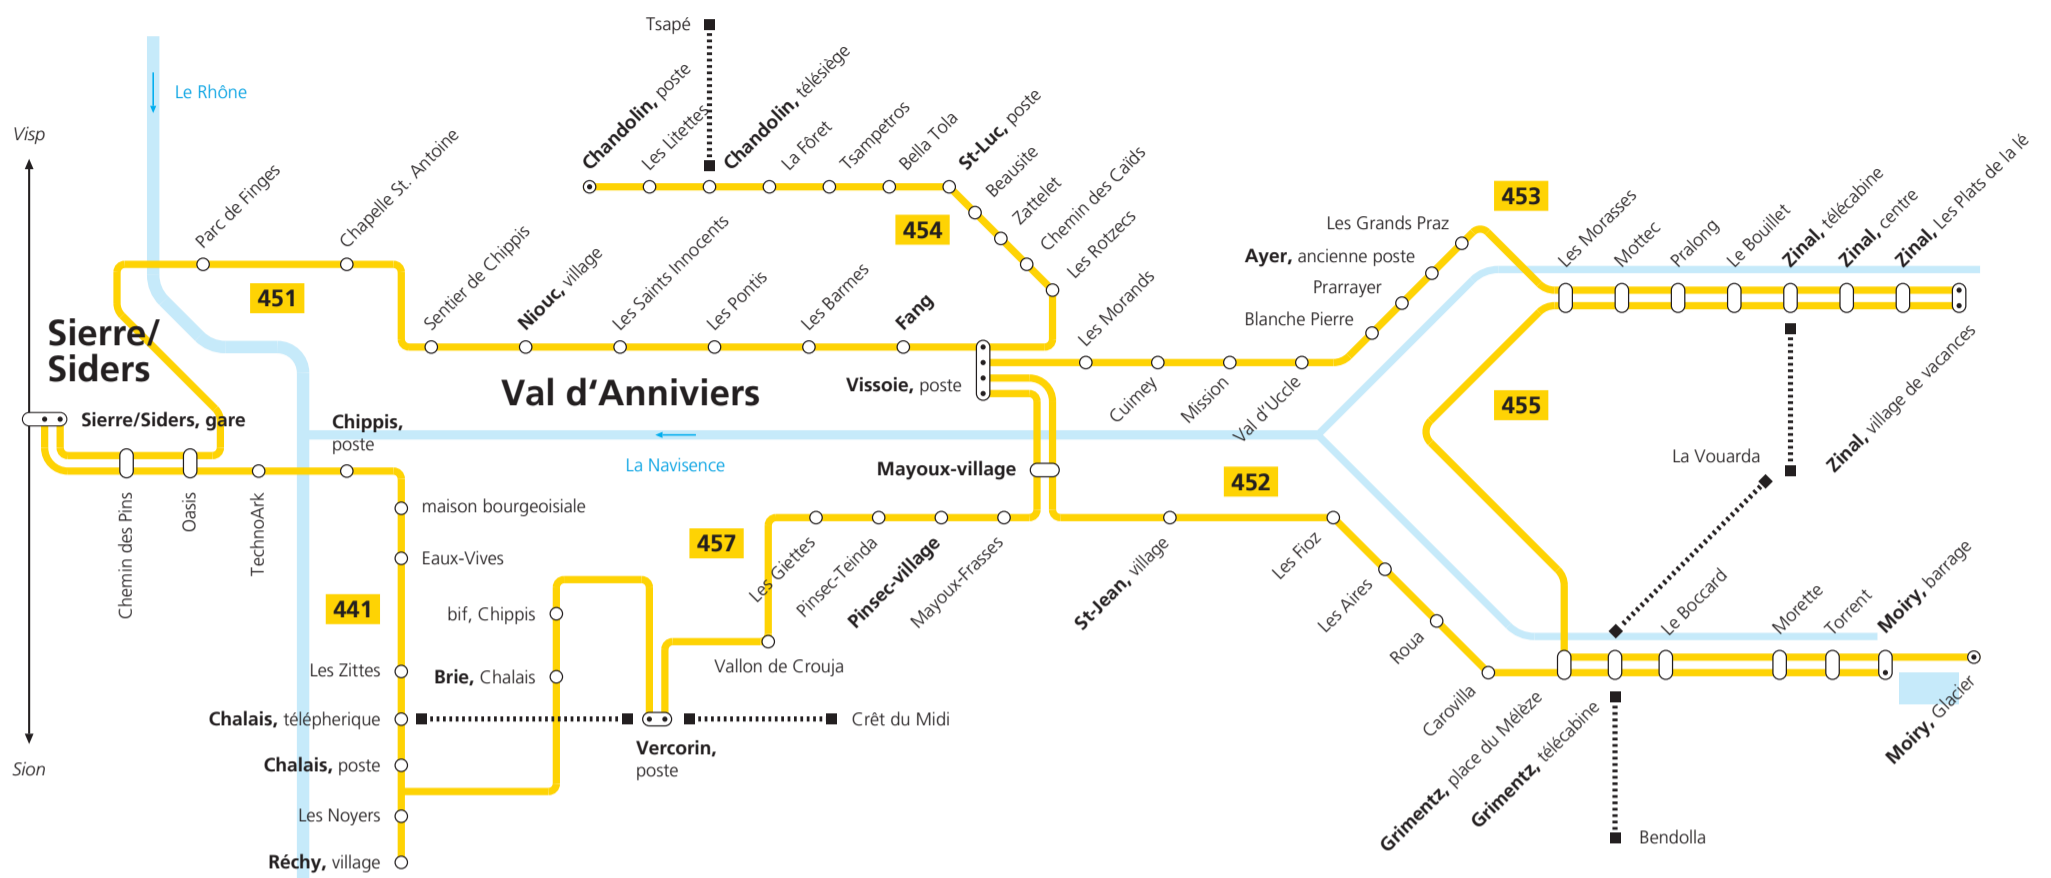 Tsapé
Visp
Le Rhône
Parc de Finges
Chapelle St. Antoine
Chandolin, poste
Les Litettes
Chandolin, télésiège
La Fôret
Tsampetros
Bella Tola
St-Luc, poste
Beausite
Zattelet
Chemin des Caïds
Les Rotzecs
454
451
Sentier de Chippis
Niouc, village
Les Saints Innocents
Les Pontis
Les Barmes
Fang
Sierre/
Siders
Val d‘Anniviers
Vissoie, poste
Les Morands
Cuimey
Mission
Val d’Uccle
Blanche Pierre
Prarrayer
Ayer, ancienne poste
Les Grands Praz
453
Les Morasses
Mottec
Pralong
Le Bouillet
Zinal, télécabine
Zinal, centre
Zinal, Les Plats de la lé
Zinal, village de vacances
455
La Vouarda
Sierre/Siders, gare
Chippis,
poste
La Navisence
Mayoux-village
452
Chemin des Pins
Oasis
TechnoArk
maison bourgeoisiale
Eaux-Vives
441
457
Les Giettes
Pinsec-Teinda
Pinsec-village
Mayoux-Frasses
St-Jean, village
Les Fioz
Les Aires
Roua
Carovilla
Grimentz, place du Mélèze
Grimentz, télécabine
Le Boccard
Morette
Torrent
Moiry, barrage
Moiry, Glacier
bif, Chippis
Brie, Chalais
Vallon de Crouja
Les Zittes
Chalais, télépherique
Crêt du Midi
Vercorin,
poste
Sion
Chalais, poste
Les Noyers
Réchy, village
Bendolla